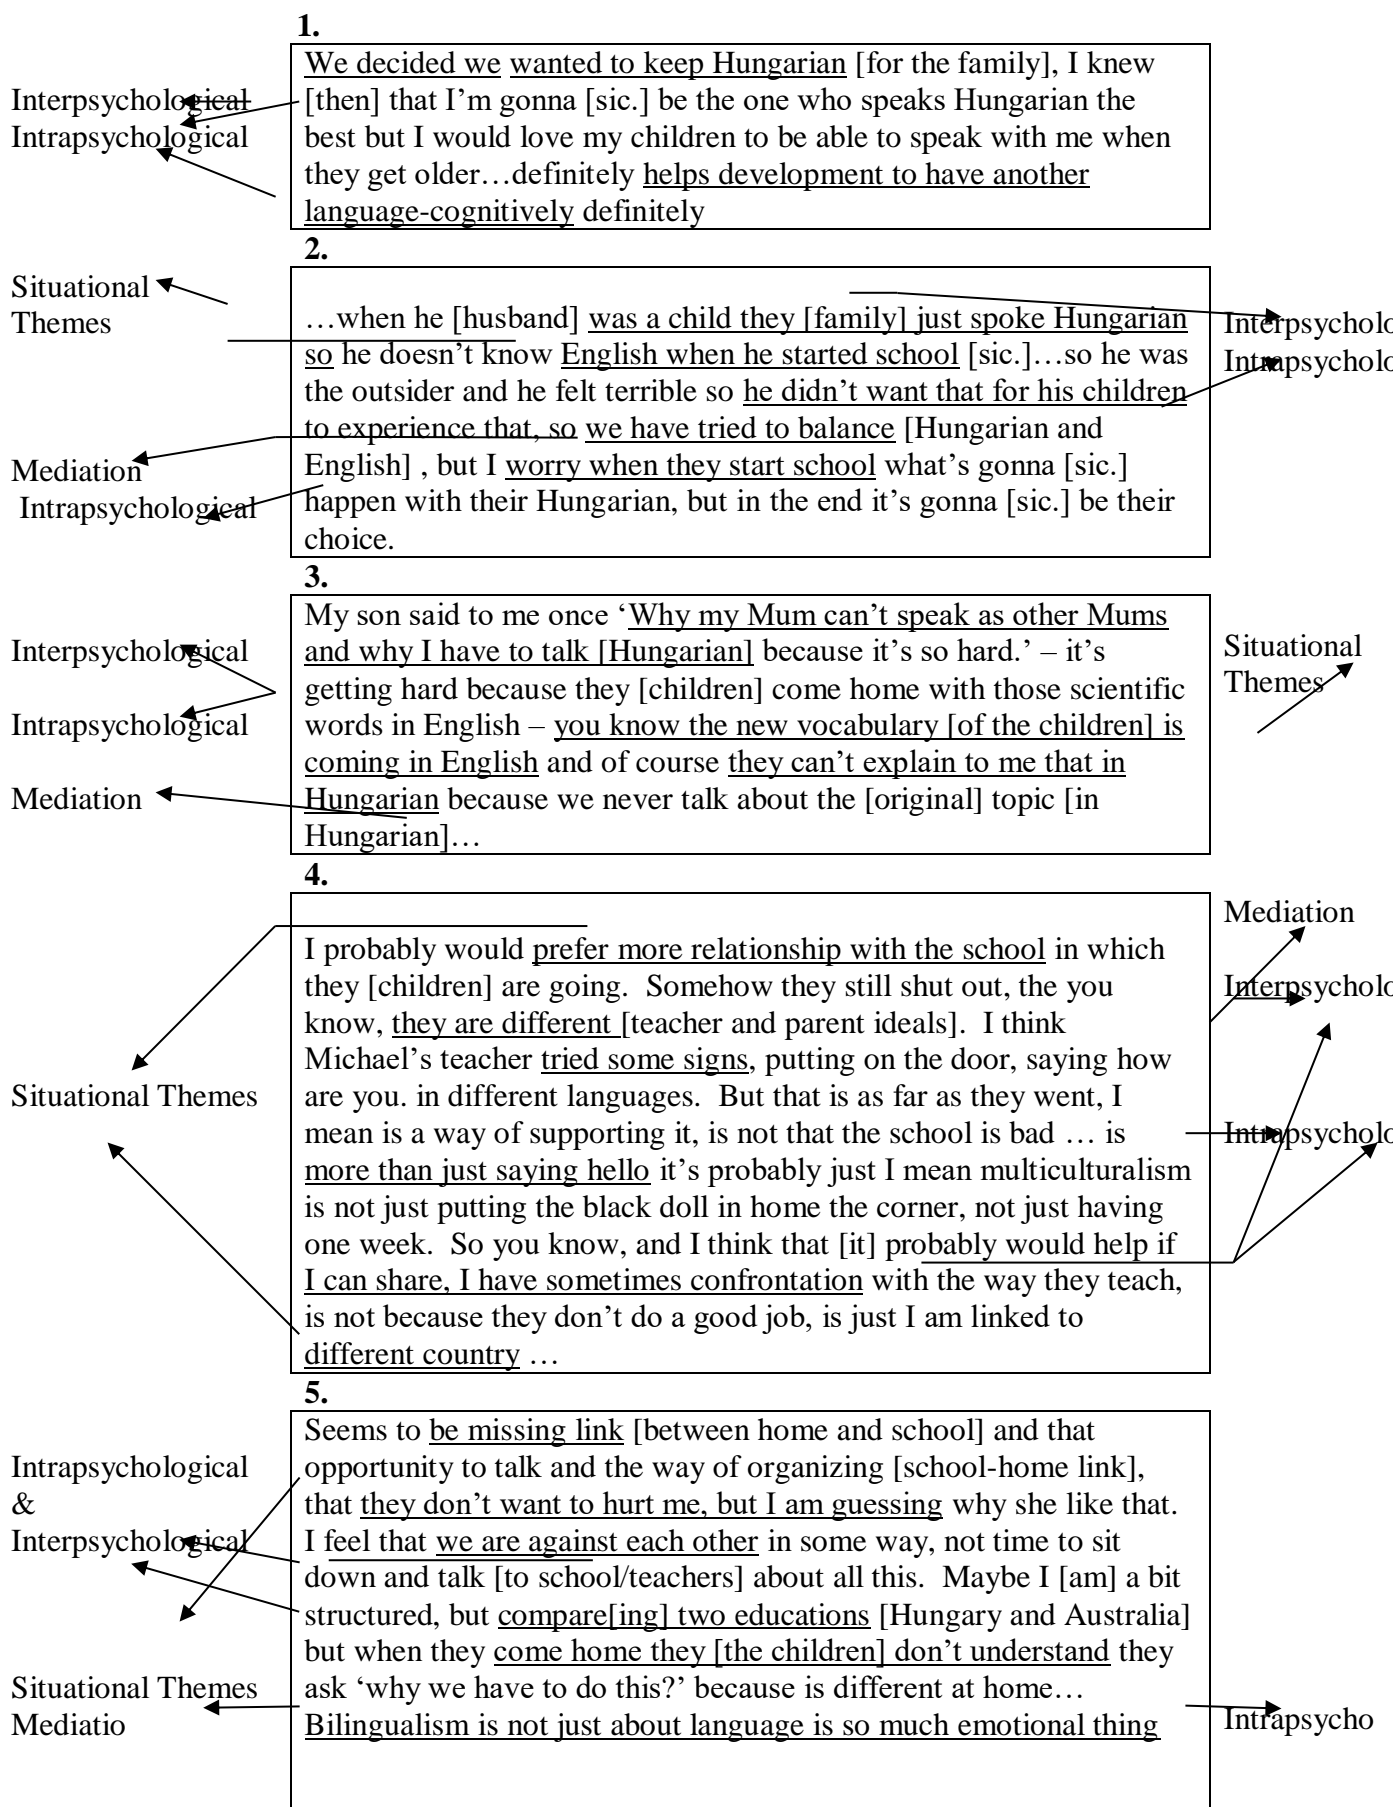 1.
We decided we wanted to keep Hungarian [for the family], I knew
Interpsychological
[then] that I'm gonna [sic.] be the one who speaks Hungarian the
Intrapsychological
best but I would love my children to be able to speak with me when
they get older…definitely helps development to have another
language-cognitively definitely
2.
Situational
Themes
…when he [husband] was a child they [family] just spoke Hungarian
Interpsycholo
so he doesn't know English when he started school [sic.]…so he was
Intrapsycholo
the outsider and he felt terrible so he didn't want that for his children
to experience that, so we have tried to balance [Hungarian and
Mediation
English] , but I worry when they start school what's gonna [sic.]
Intrapsychological
happen with their Hungarian, but in the end it's gonna [sic.] be their
choice.
3.
My son said to me once ‘Why my Mum can't speak as other Mums
Interpsychological
and why I have to talk [Hungarian] because it's so hard.’ – it's
Situational
Themes
getting hard because they [children] come home with those scientific
Intrapsychological
words in English – you know the new vocabulary [of the children] is
coming in English and of course they can't explain to me that in
Mediation
Hungarian because we never talk about the [original] topic [in
Hungarian]…
4.
Mediation
I probably would prefer more relationship with the school in which
they [children] are going.  Somehow they still shut out, the you
Interpsycholo
know, they are different [teacher and parent ideals].  I think
Michael's teacher tried some signs, putting on the door, saying how
Situational Themes
are you. in different languages.  But that is as far as they went, I
mean is a way of supporting it, is not that the school is bad … is
Intrapsycholo
more than just saying hello it's probably just I mean multiculturalism
is not just putting the black doll in home the corner, not just having
one week.  So you know, and I think that [it] probably would help if
I can share, I have sometimes confrontation with the way they teach,
is not because they don't do a good job, is just I am linked to
different country …
5.
Seems to be missing link [between home and school] and that
Intrapsychological
opportunity to talk and the way of organizing [school-home link],
&
that they don't want to hurt me, but I am guessing why she like that.
Interpsychological
I feel that we are against each other in some way, not time to sit
down and talk [to school/teachers] about all this.  Maybe I [am] a bit
structured, but compare[ing] two educations [Hungary and Australia]
but when they come home they [the children] don't understand they
Situational Themes
ask ‘why we have to do this?’ because is different at home…
Mediatio
Bilingualism is not just about language is so much emotional thing
Intrapsycho